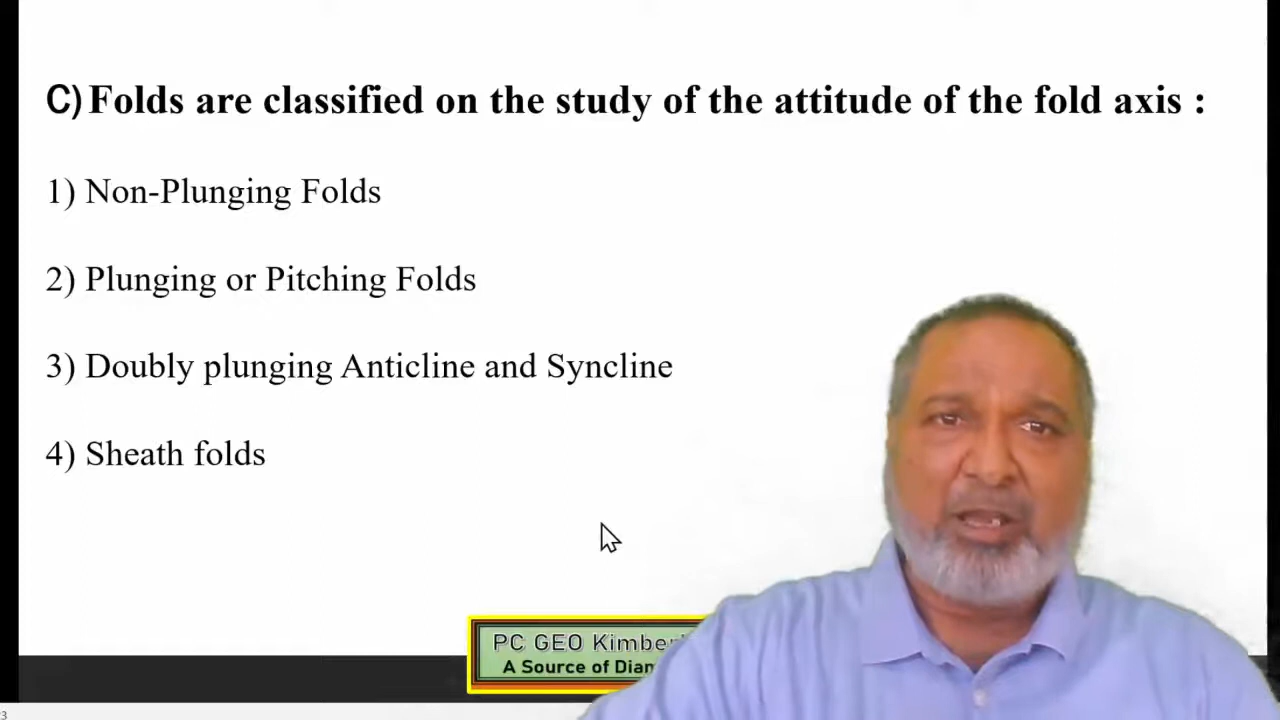 C) Folds are classified on the study of the attitude of the fold axis :
1) Non-Plunging Folds
2) Plunging or Pitching Folds
3) Doubly plunging Anticline and Syncline
4) Sheath folds
PC GEO
A Source of